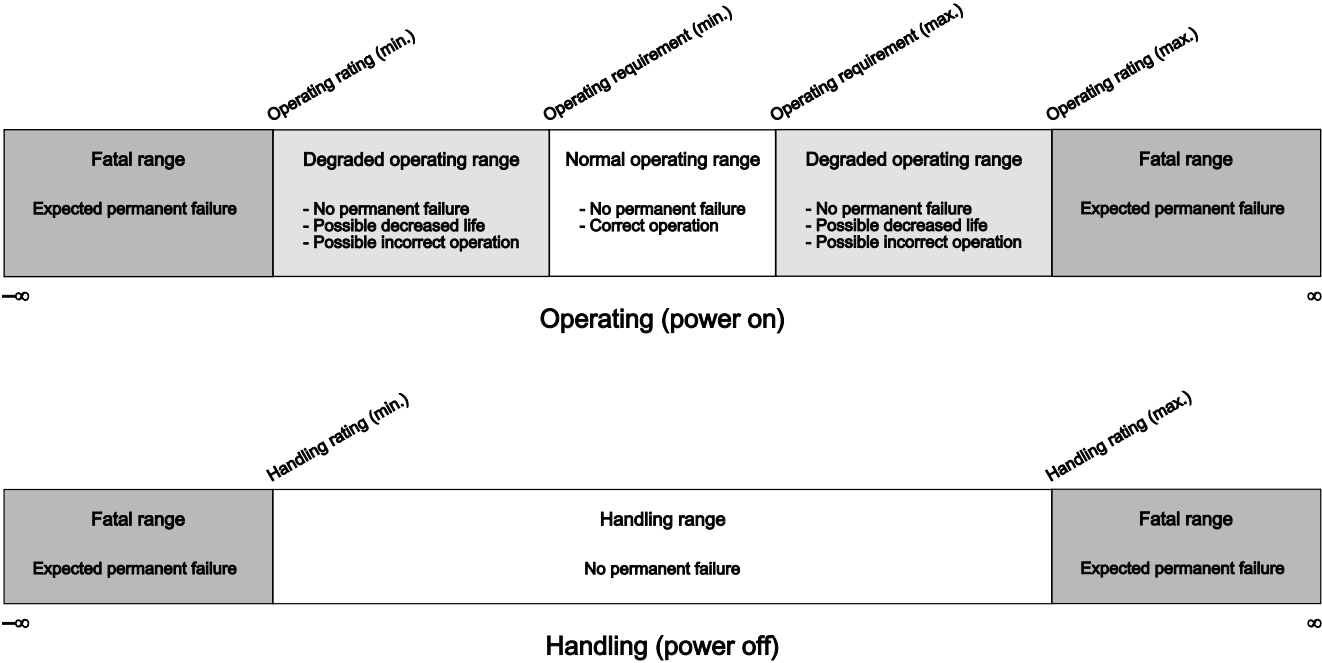 Operating rating (min.)
Operating requirement (min.)
Operating requirement (max.)
Operating rating (max.)
Fatal range
Expected permanent failure
Degraded operating range
- No permanent failure
- Possible decreased life
- Possible incorrect operation
Normal operating range
- No permanent failure
- Correct operation
Degraded operating range
- No permanent failure
- Possible decreased life
- Possible incorrect operation
Fatal range
Expected permanent failure
–∞
∞
Operating (power on)
Handling rating (min.)
Handling rating (max.)
Fatal range
Expected permanent failure
Handling range
No permanent failure
Fatal range
Expected permanent failure
–∞
∞
Handling (power off)